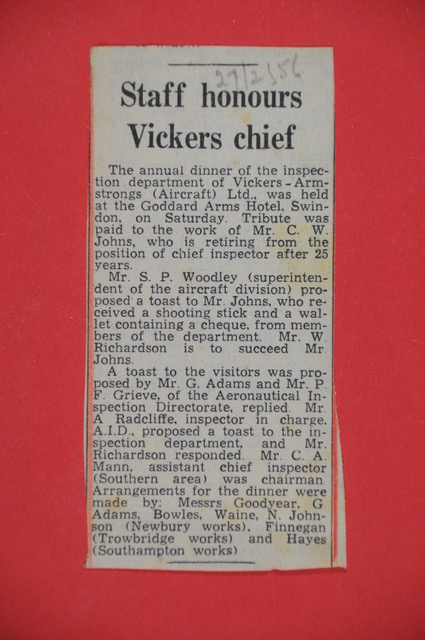 27/2/56
Staff honours
Vickers chief
The annual dinner of the inspec-
tion department of Vickers-Arm-
strongs (Aircraft) Ltd., was held
at the Goddard Arms Hotel, Swin-
don, on Saturday. Tribute was
paid to the work of Mr. C. W.
Johns, who is retiring from the
position of chief inspector after 25
years.
Mr. S. P. Woodley (superinten-
dent of the aircraft division) pro-
posed a toast to Mr. Johns, who re-
ceived a shooting stick and a wal-
let containing a cheque, from mem-
bers of the department. Mr. W.
Richardson is to succeed Mr
Johns.
A toast to the visitors was pro-
posed by Mr. G. Adams and Mr. P.
F. Grieve, of the Aeronautical In-
spection Directorate, replied. Mr.
A Radcliffe, inspector in charge,
A.I.D., proposed a toast to the in-
spection department, and Mr.
Richardson responded. Mr. C. A.
Mann, assistant chief inspector
(Southern area) was chairman
Arrangements for the dinner were
made by: Messrs Goodyear, G
Adams, Bowles, Waine, N. John-
son (Newbury works), Finnegan
(Trowbridge works) and Hayes
(Southampton works)